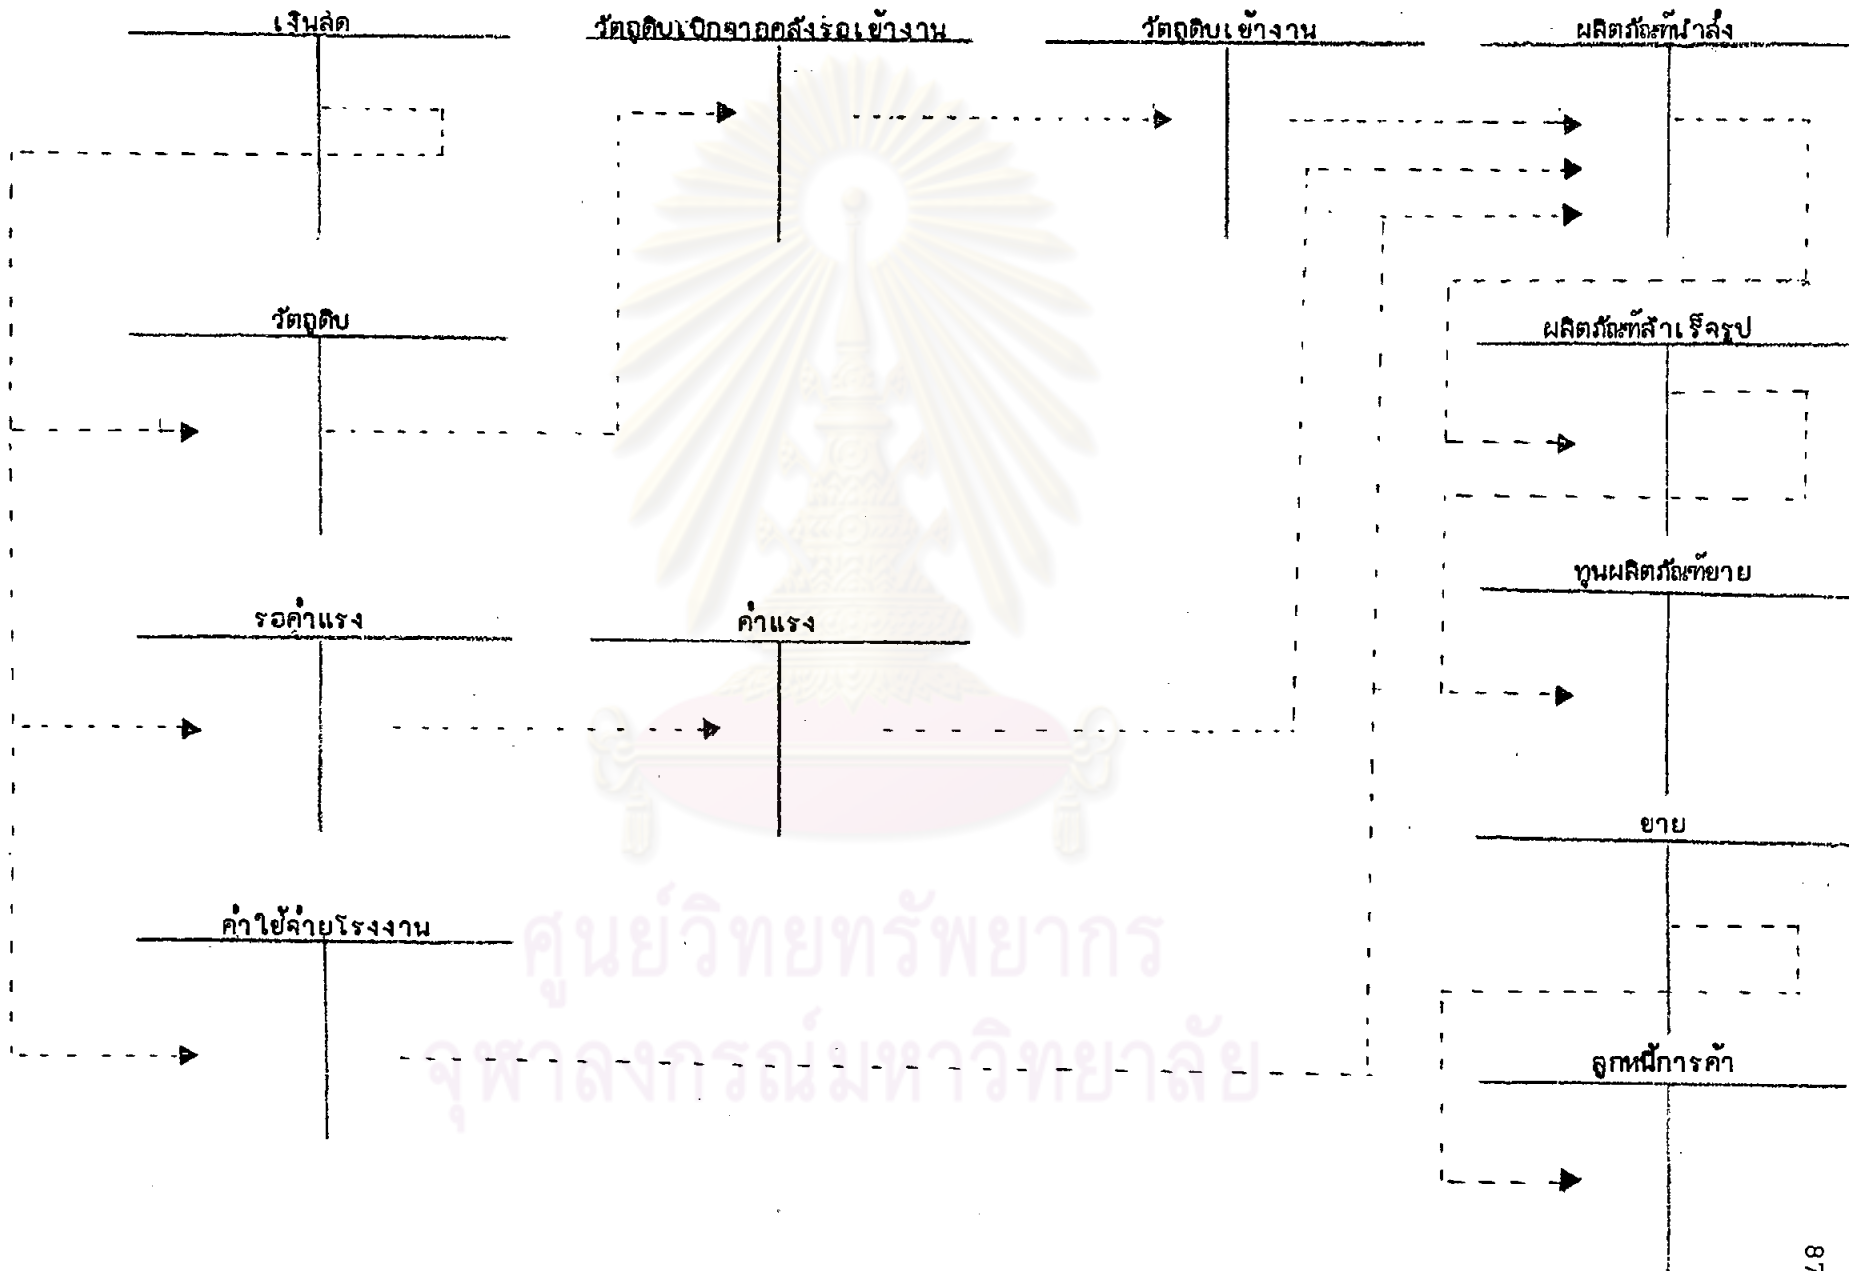 เงินสด
วัตถุดิบเบิกจากคลังรอเข้างาน
วัตถุดิบเข้างาน
ผลิตภัณฑ์นำส่ง
วัตถุดิบ
ผลิตภัณฑ์สำเร็จรูป
ทุนผลิตภัณฑ์ขาย
รอค่าแรง
ค่าแรง
ขาย
ค่าใช้จ่ายโรงงาน
ศูนย์วิทยทรัพยากร
จุฬาลงกรณ์มหาวิทยาลัย
ลูกหนี้การค้า
87